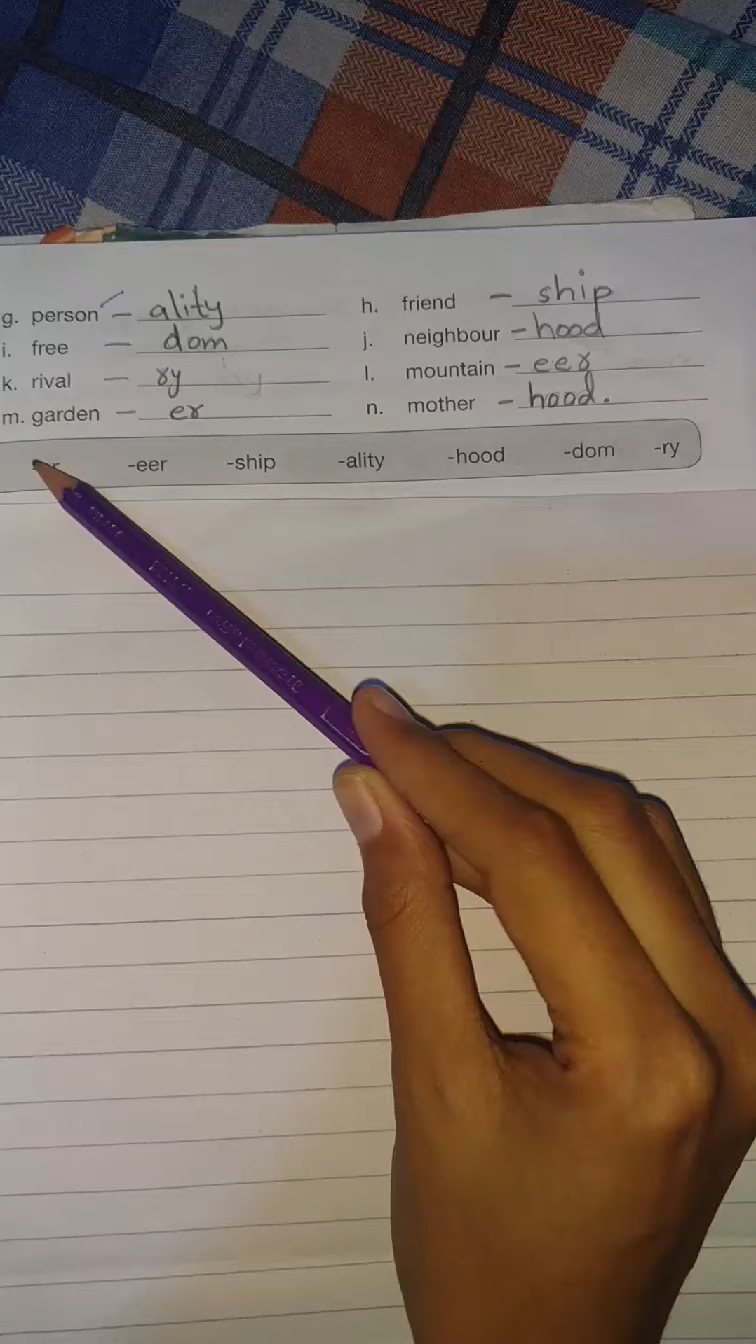 g. person — ality h. friend — ship
i. free — dom j. neighbour — hood
k. rival — ry l. mountain — eer
m. garden — er n. mother — hood.
-eer -ship -ality -hood -dom -ry